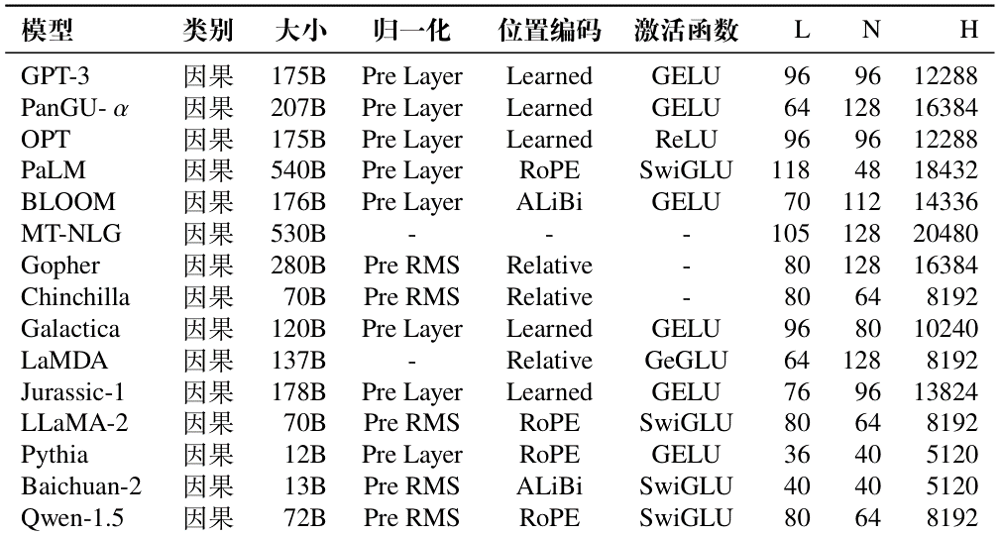 模型 类别 大小 归一化 位置编码 激活函数 L N H
GPT-3 因果 175B Pre Layer Learned GELU 96 96 12288
PanGU- α 因果 207B Pre Layer Learned GELU 64 128 16384
OPT 因果 175B Pre Layer Learned ReLU 96 96 12288
PaLM 因果 540B Pre Layer RoPE SwiGLU 118 48 18432
BLOOM 因果 176B Pre Layer ALiBi GELU 70 112 14336
MT-NLG 因果 530B - - - 105 128 20480
Gopher 因果 280B Pre RMS Relative - 80 128 16384
Chinchilla 因果 70B Pre RMS Relative - 80 64 8192
Galactica 因果 120B Pre Layer Learned GELU 96 80 10240
LaMDA 因果 137B - Relative GeGLU 64 128 8192
Jurassic-1 因果 178B Pre Layer Learned GELU 76 96 13824
LLaMA-2 因果 70B Pre RMS RoPE SwiGLU 80 64 8192
Pythia 因果 12B Pre Layer RoPE GELU 36 40 5120
Baichuan-2 因果 13B Pre RMS ALiBi SwiGLU 40 40 5120
Qwen-1.5 因果 72B Pre RMS RoPE SwiGLU 80 64 8192